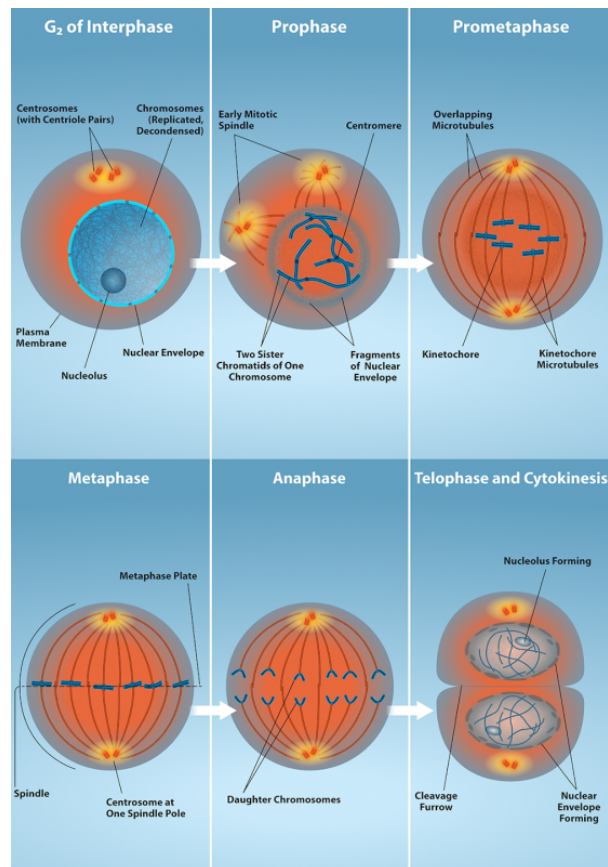 G₂ of Interphase
Centrosomes
(with Centriole Pairs)
Chromosomes
(Replicated,
Decondensed)
Plasma
Membrane
Nuclear Envelope
Nucleolus
Prophase
Early Mitotic
Spindle
Centromere
Two Sister
Chromatids of One
Chromosome
Fragments
of Nuclear
Envelope
Prometaphase
Overlapping
Microtubules
Kinetochore
Kinetochore
Microtubules
Metaphase
Metaphase Plate
Spindle
Centrosome at
One Spindle Pole
Anaphase
Daughter Chromosomes
Telophase and Cytokinesis
Nucleolus Forming
Cleavage
Furrow
Nuclear
Envelope
Forming